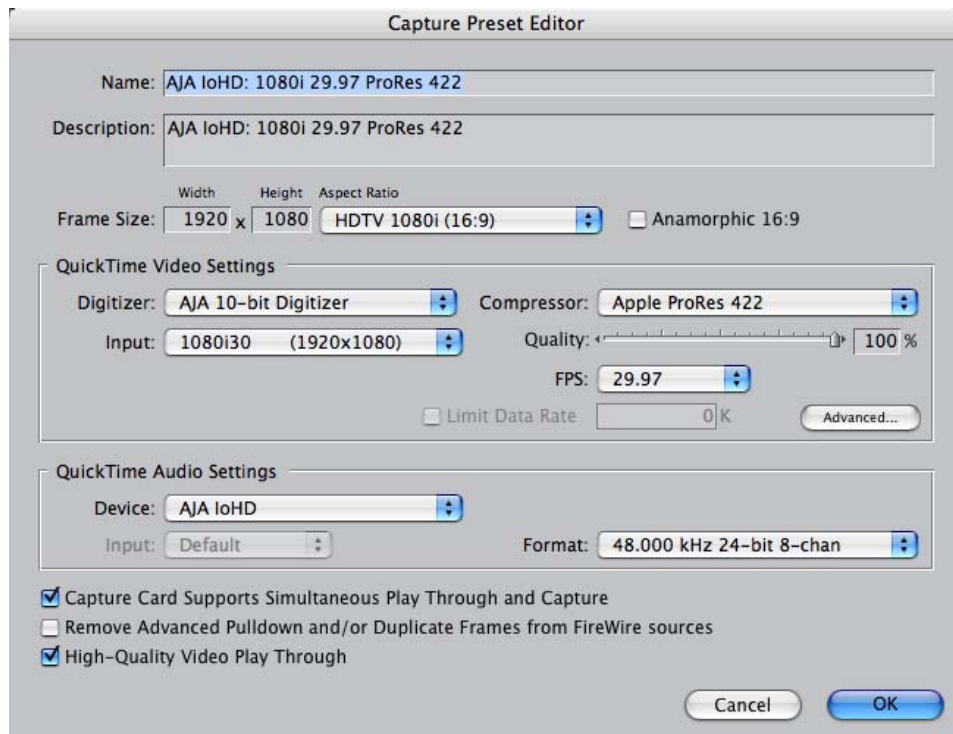 Capture Preset Editor
Name: AJA IoHD: 1080i 29.97 ProRes 422
Description: AJA IoHD: 1080i 29.97 ProRes 422
Width Height Aspect Ratio
Frame Size: 1920 x 1080 HDTV 1080i (16:9) Anamorphic 16:9
QuickTime Video Settings
Digitizer: AJA 10-bit Digitizer Compressor: Apple ProRes 422
Input: 1080i30 (1920x1080) Quality: 100 %
FPS: 29.97
Limit Data Rate 0 K Advanced...
QuickTime Audio Settings
Device: AJA IoHD
Input: Default Format: 48.000 kHz 24-bit 8-chan
Capture Card Supports Simultaneous Play Through and Capture
Remove Advanced Pulldown and/or Duplicate Frames from FireWire sources
High-Quality Video Play Through
Cancel OK